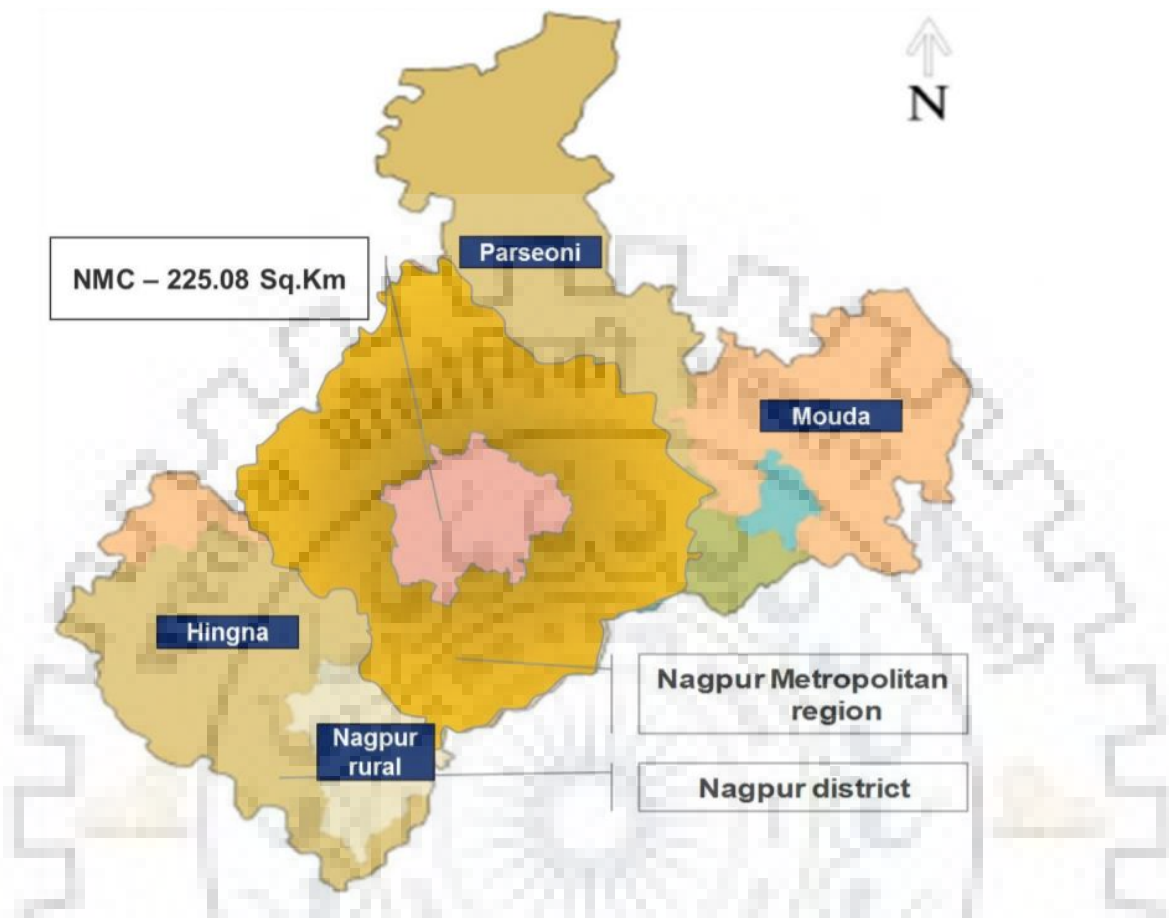 N
Parseoni
NMC – 225.08 Sq.Km
Mouda
Hingna
Nagpur Metropolitan
region
Nagpur
rural
Nagpur district